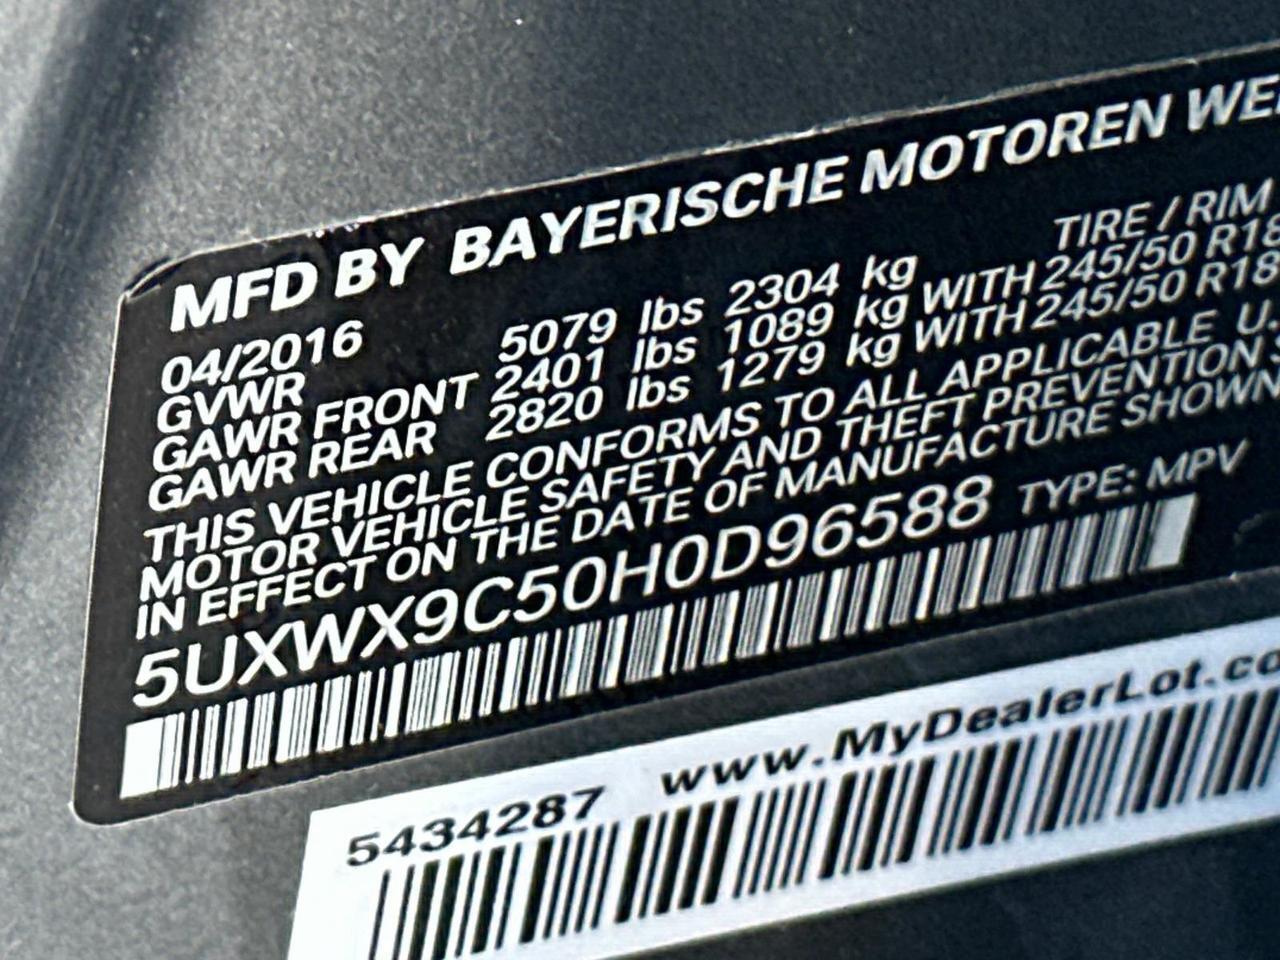 MFD BY BAYERISCHE MOTOREN WE
04/2016 TIRE / RIM
GVWR 5079 lbs 2304 kg
GAWR FRONT 2401 lbs 1089 kg WITH 245/50 R18
GAWR REAR 2820 lbs 1279 kg WITH 245/50 R18
THIS VEHICLE CONFORMS TO ALL APPLICABLE U.
MOTOR VEHICLE SAFETY AND THEFT PREVENTION S
IN EFFECT ON THE DATE OF MANUFACTURE SHOWN
5UXWX9C50H0D96588 TYPE: MPV
5434287 www.MyDealerLot.co